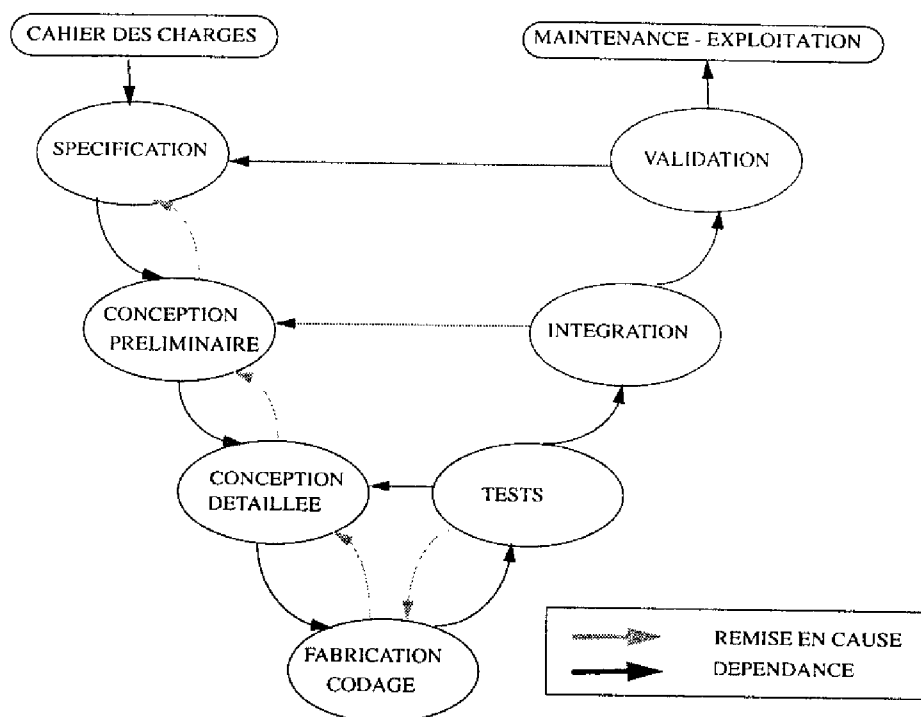 CAHIER DES CHARGES
MAINTENANCE - EXPLOITATION
SPECIFICATION
VALIDATION
CONCEPTION
PRELIMINAIRE
INTEGRATION
CONCEPTION
DETAILLEE
TESTS
FABRICATION
CODAGE
REMISE EN CAUSE
DEPENDANCE